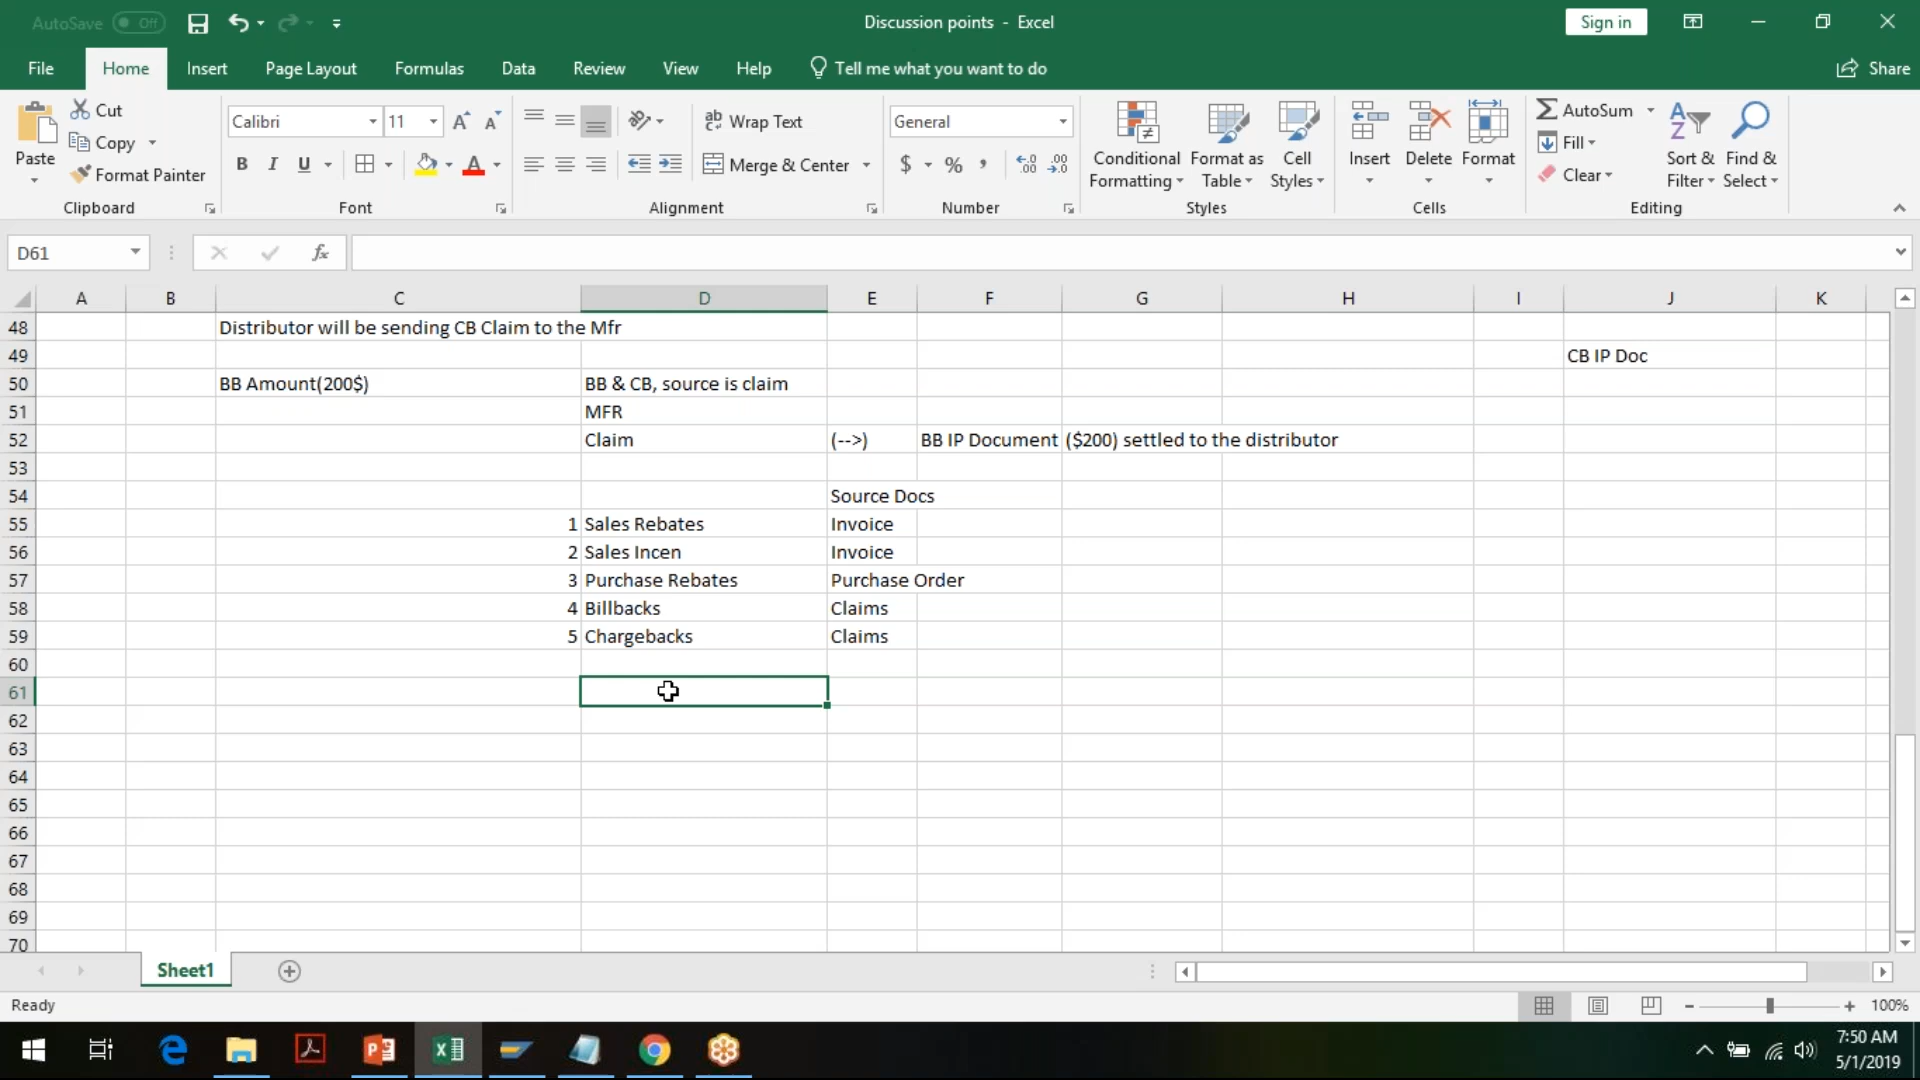 AutoSave Off
Discussion points - Excel
Sign in
File Home Insert Page Layout Formulas Data Review View Help Tell me what you want to do Share
Paste
Cut
Copy
Format Painter
Clipboard
Calibri 11
B I U A
Font
ab Wrap Text
Merge & Center
Alignment
General
$ % ,
Number
Conditional Formatting
Format as Table
Cell Styles
Styles
Insert Delete Format
Cells
AutoSum
Fill
Clear
Sort & Filter
Find & Select
Editing
D61 fx
A B C D E F G H I J K
48 Distributor will be sending CB Claim to the Mfr
49 CB IP Doc
50 BB Amount(200$) BB & CB, source is claim
51 MFR
52 Claim (-->) BB IP Document ($200) settled to the distributor
53
54 Source Docs
55 1 Sales Rebates Invoice
56 2 Sales Incen Invoice
57 3 Purchase Rebates Purchase Order
58 4 Billbacks Claims
59 5 Chargebacks Claims
60
61
62
63
64
65
66
67
68
69
70
Sheet1
Ready 100%
7:50 AM
5/1/2019